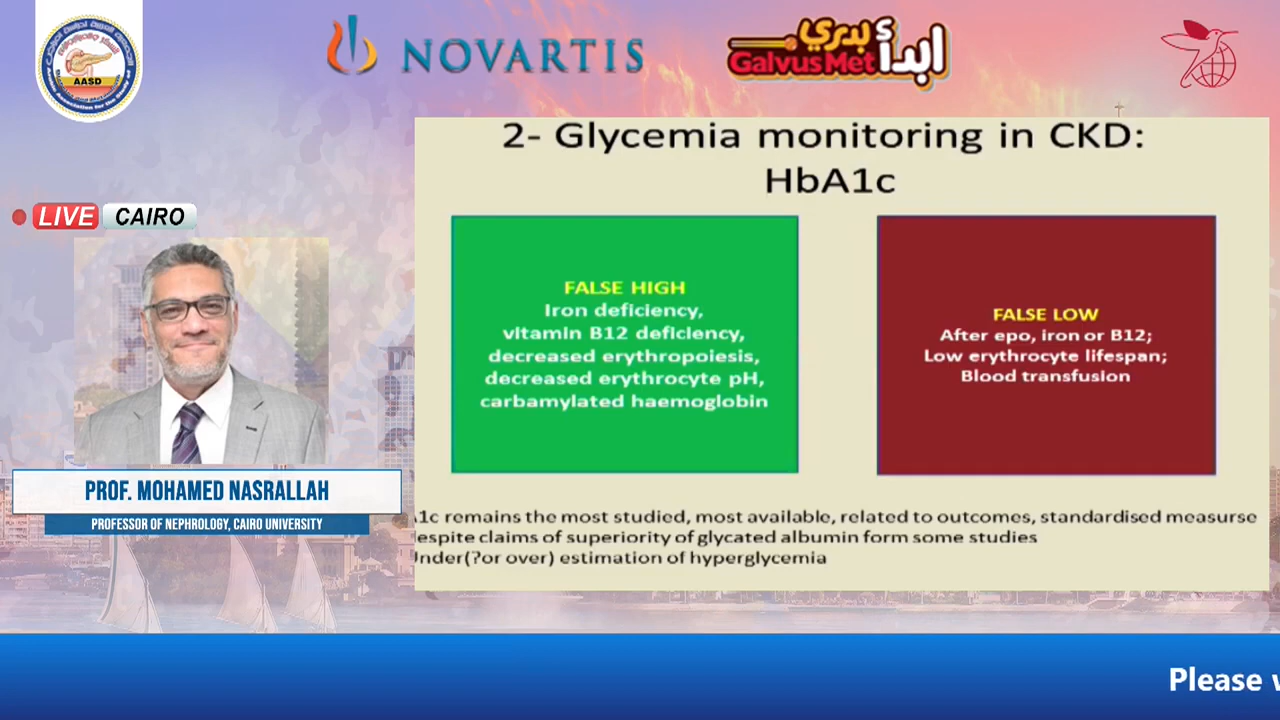 AASD
NOVARTIS
ابدأ بدري
GalvusMet
LIVE CAIRO
PROF. MOHAMED NASRALLAH
PROFESSOR OF NEPHROLOGY, CAIRO UNIVERSITY
2- Glycemia monitoring in CKD:
HbA1c
FALSE HIGH
Iron deficiency,
vitamin B12 deficiency,
decreased erythropoiesis,
decreased erythrocyte pH,
carbamylated haemoglobin
FALSE LOW
After epo, iron or B12;
Low erythrocyte lifespan;
Blood transfusion
1c remains the most studied, most available, related to outcomes, standardised measurse
espite claims of superiority of glycated albumin form some studies
nder(?or over) estimation of hyperglycemia
Please